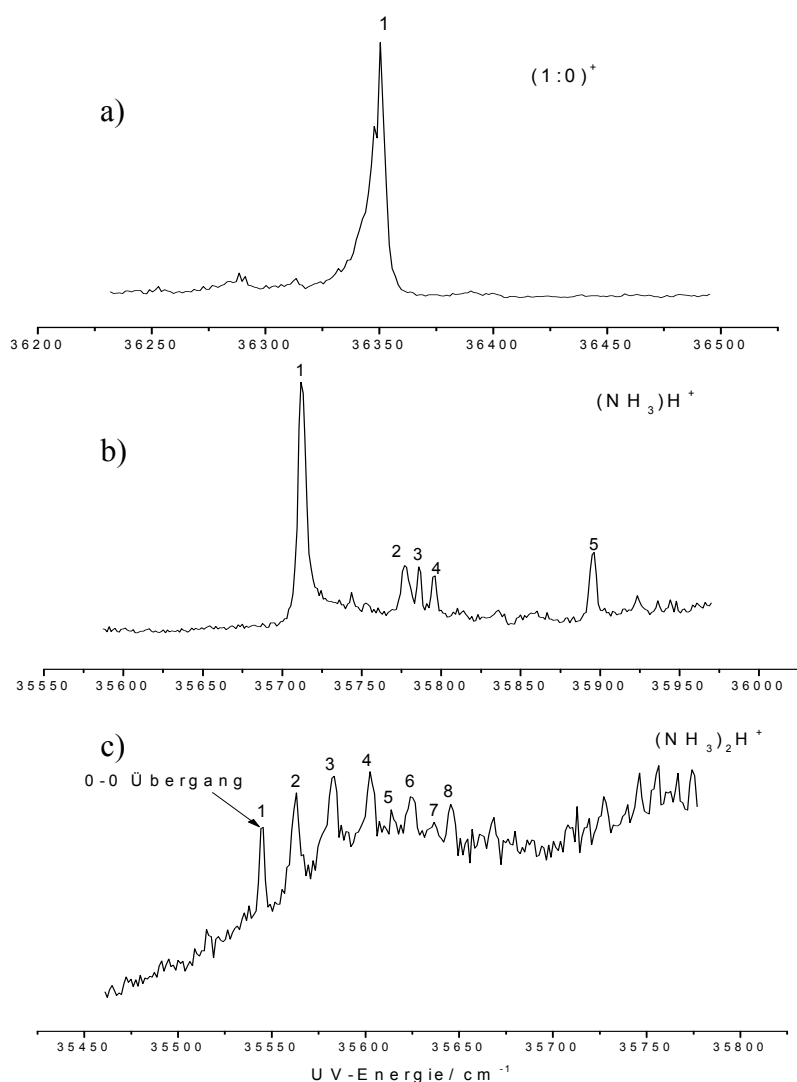 1
(1:0)+
a)
36200 36250 36300 36350 36400 36450 36500
1
(NH3)H+
b)
2 3 4 5
35550 35600 35650 35700 35750 35800 35850 35900 35950 36000
c)
(NH3)2H+
0-0 Übergang
1 2 3 4 5 6 7 8
35450 35500 35550 35600 35650 35700 35750 35800
UV-Energie/ cm-1